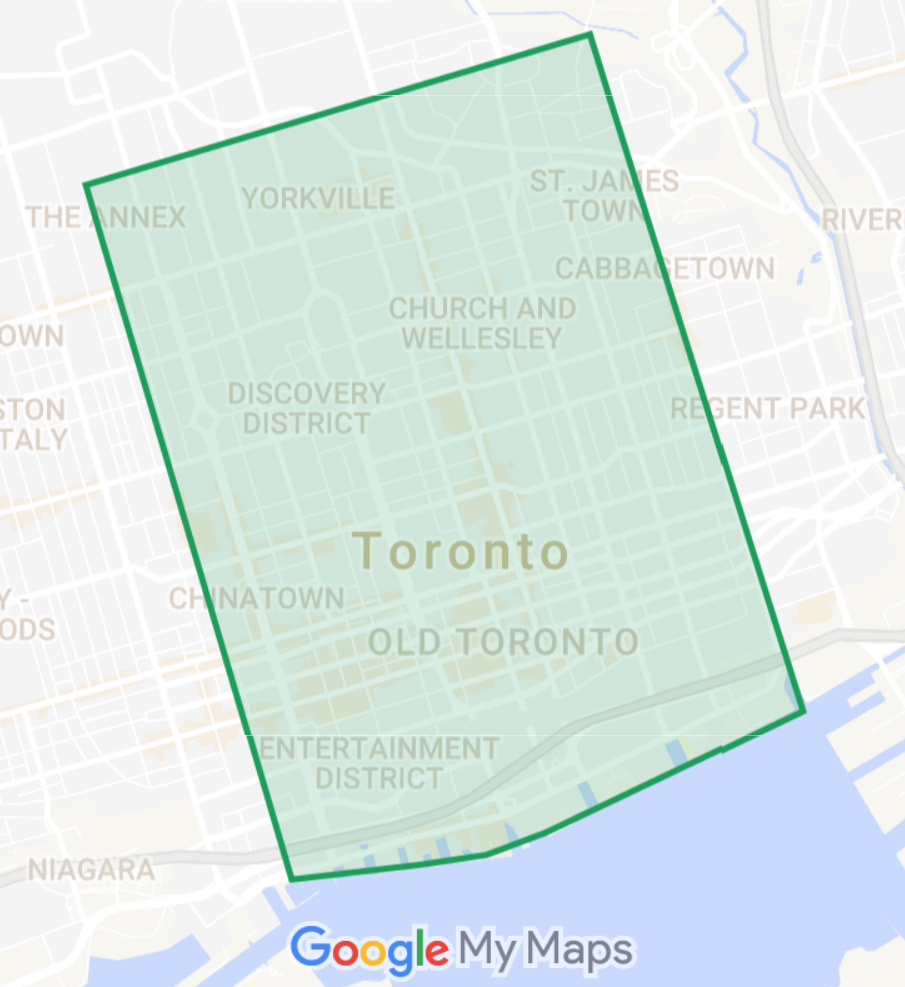 ST. JAMES
TOWN
THE ANNEX
YORKVILLE
RIVER
CABBAGETOWN
CHURCH AND
WELLESLEY
OWN
DISCOVERY
DISTRICT
STON
TALY
REGENT PARK
Toronto
CHINATOWN
Y -
ODS
OLD TORONTO
ENTERTAINMENT
DISTRICT
NIAGARA
Google My Maps